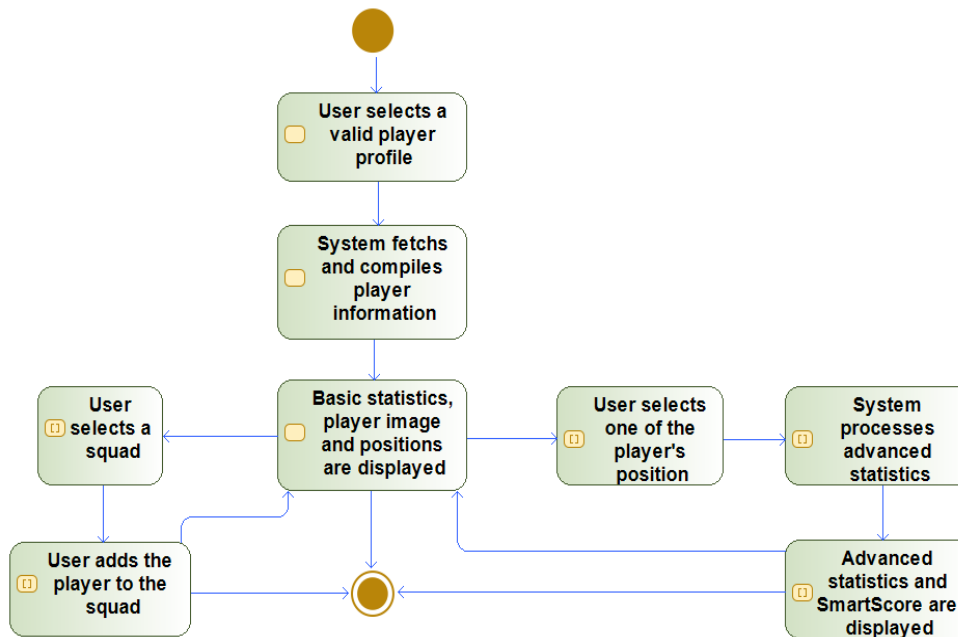 User selects a
valid player
profile
System fetchs
and compiles
player
information
Basic statistics,
player image
and positions
are displayed
User
selects a
squad
User adds the
player to the
squad
User selects
one of the
player's
position
System
processes
advanced
statistics
Advanced
statistics and
SmartScore are
displayed